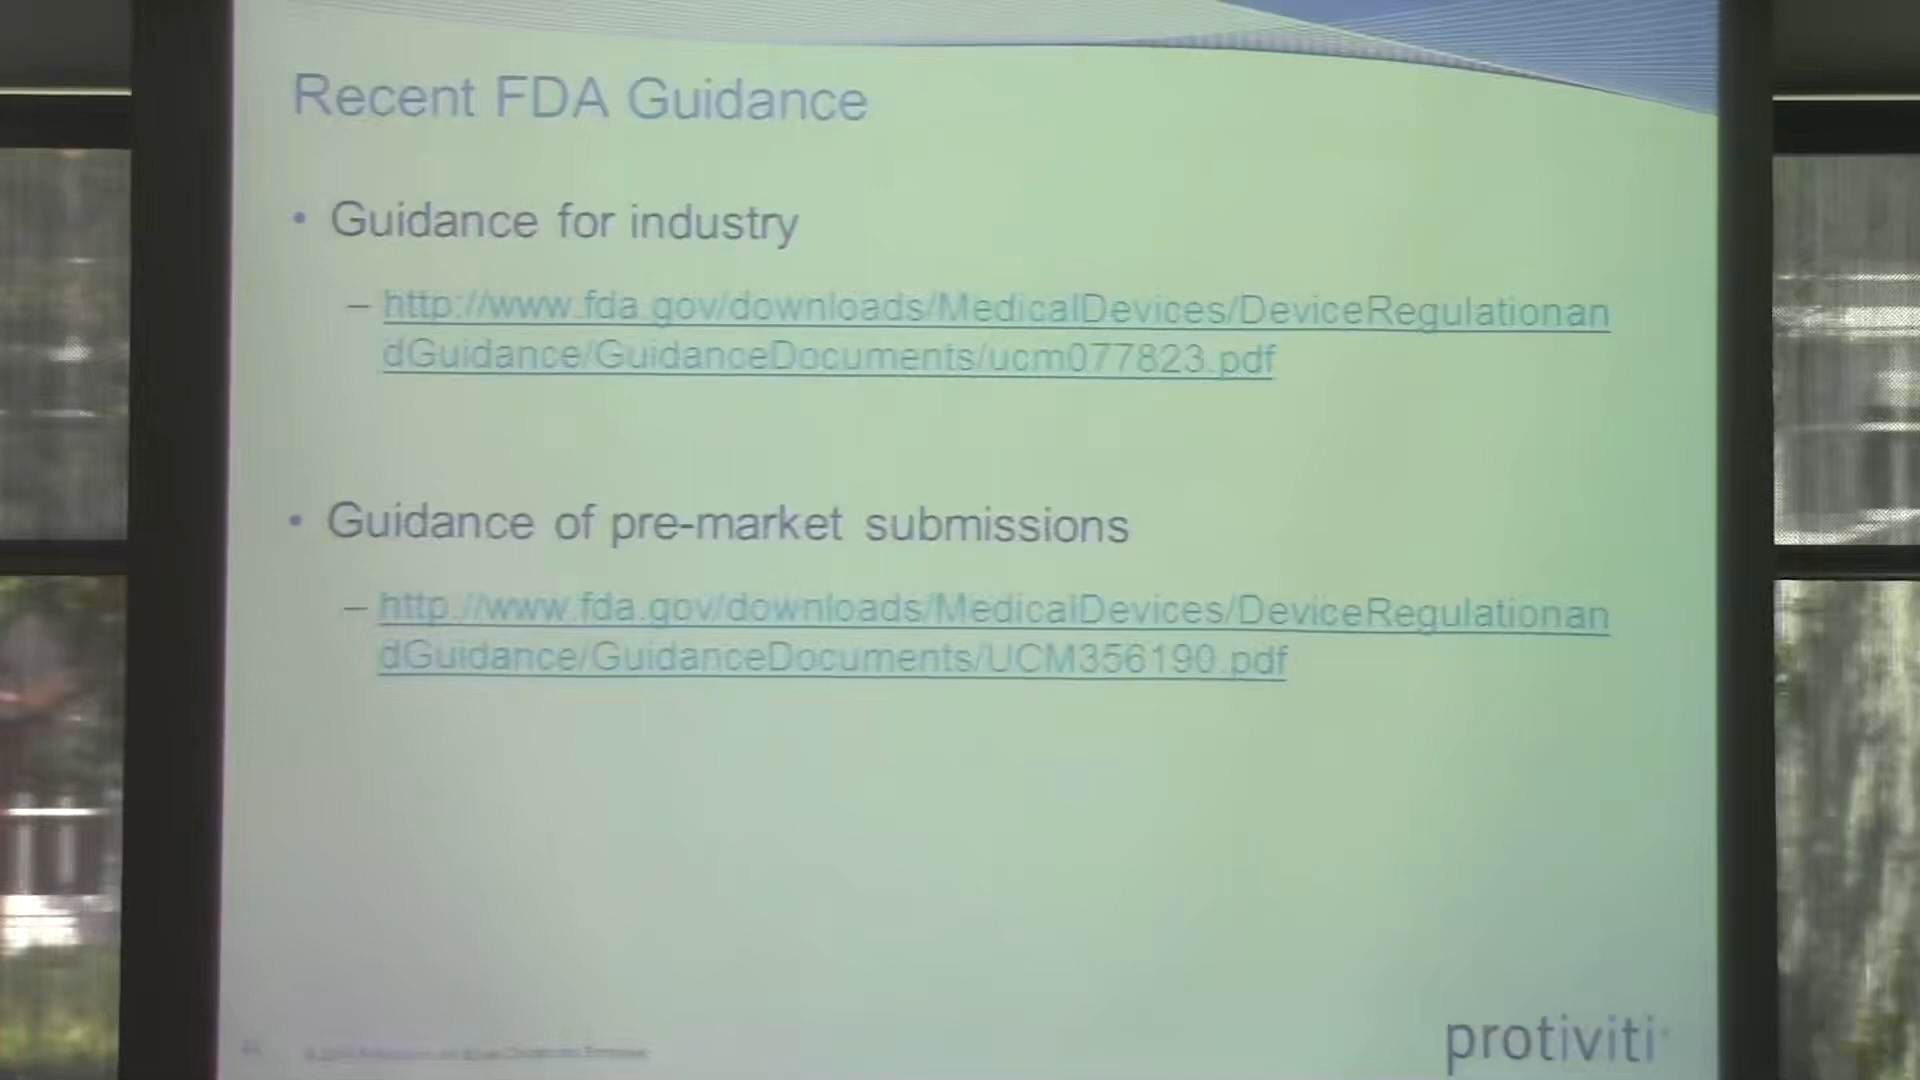 Recent FDA Guidance
• Guidance for industry
– http://www.fda.gov/downloads/MedicalDevices/DeviceRegulationan
dGuidance/GuidanceDocuments/ucm077823.pdf
• Guidance of pre-market submissions
– http://www.fda.gov/downloads/MedicalDevices/DeviceRegulationan
dGuidance/GuidanceDocuments/UCM356190.pdf
protiviti